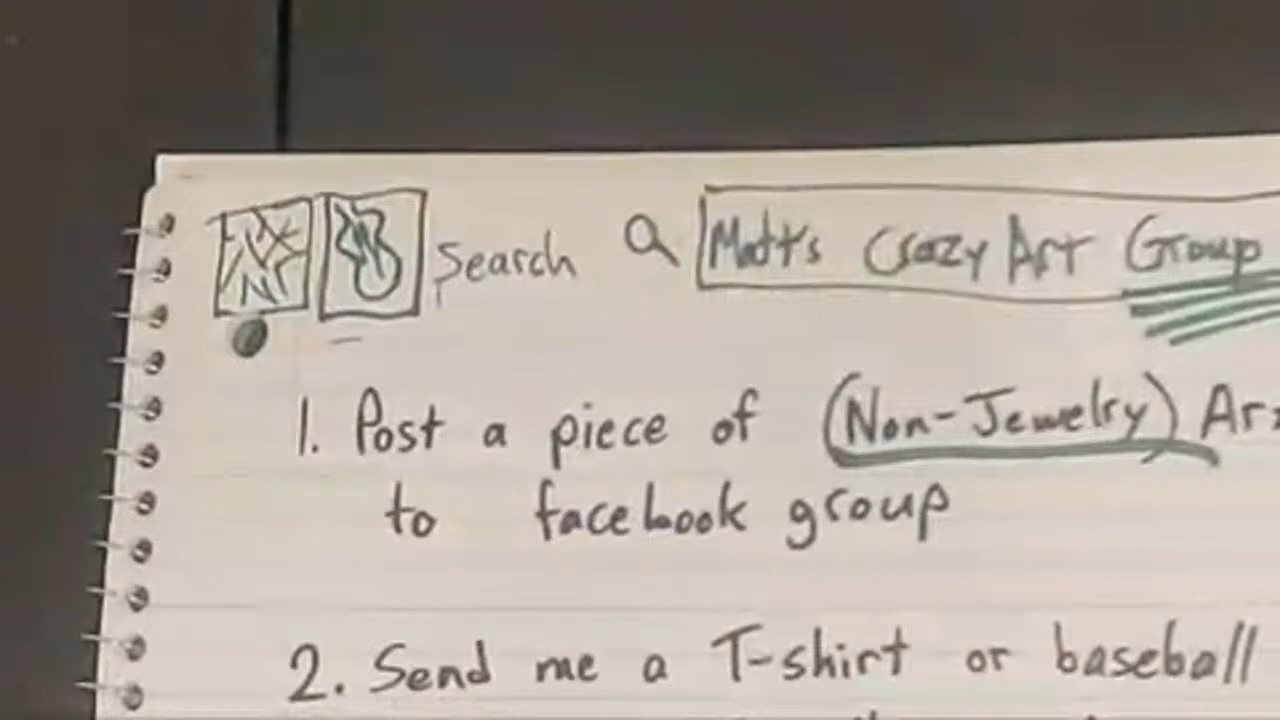 Search Matt's Crazy Art Group
1. Post a piece of (Non-Jewelry) Art
to facebook group
2. Send me a T-shirt or baseball